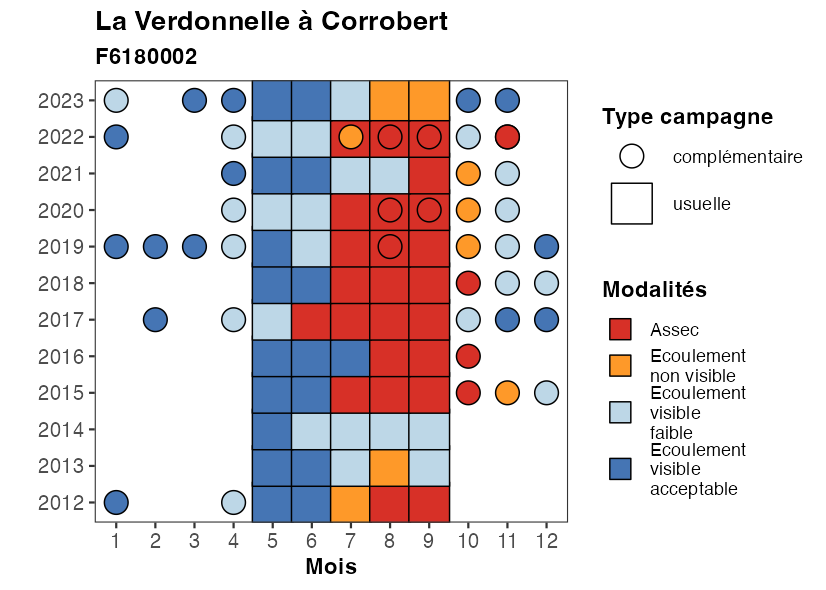 La Verdonnelle à Corrobert
F6180002
2023
2022
2021
2020
2019
2018
2017
2016
2015
2014
2013
2012
1 2 3 4 5 6 7 8 9 10 11 12
Mois
Type campagne
complémentaire
usuelle
Modalités
Assec
Ecoulement
non visible
Ecoulement
visible
faible
Ecoulement
visible
acceptable